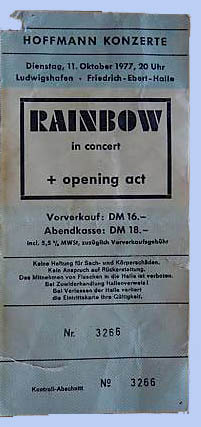 HOFFMANN KONZERTE
Dienstag, 11. Oktober 1977, 20 Uhr
Ludwigshafen - Friedrich-Ebert-Halle
RAINBOW
in concert
+ opening act
Vorverkauf: DM 16.–
Abendkasse: DM 18.–
incl. 5,5 % MWSt. zuzüglich Vorverkaufsgebühr
Keine Haftung für Sach- und Körperschäden.
Kein Anspruch auf Rückerstattung.
Das Mitnehmen von Flaschen in die Halle ist verboten.
Bei Zuwiderhandlung Hallenverweis!
Bei Verlassen der Halle verliert
die Eintrittskarte ihre Gültigkeit.
Nr. 3266
Kontroll-Abschnitt Nº 3266